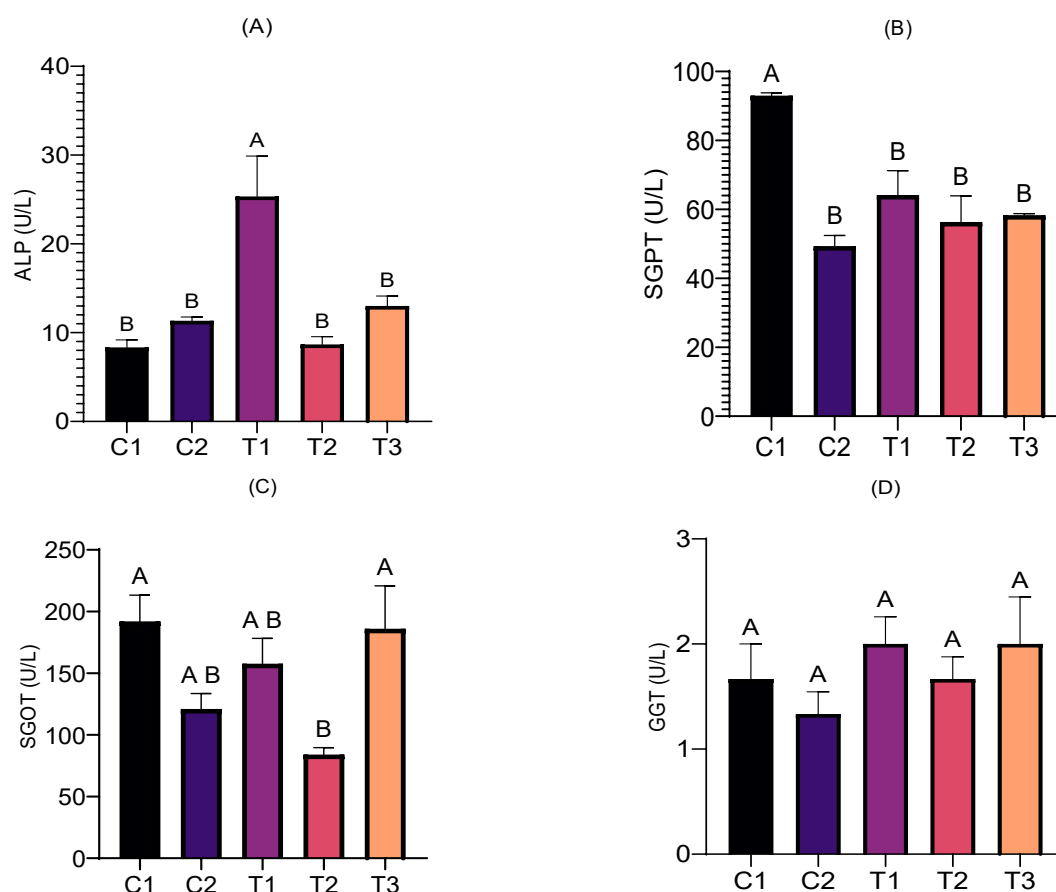 (A)
ALP (U/L)
40
30
20
10
0
B
B
A
B
B
C1 C2 T1 T2 T3
(B)
SGPT (U/L)
100
80
60
40
20
0
A
B
B
B
B
C1 C2 T1 T2 T3
(C)
SGOT (U/L)
250
200
150
100
50
0
A
A B
A B
B
A
C1 C2 T1 T2 T3
(D)
GGT (U/L)
3
2
1
0
A
A
A
A
A
C1 C2 T1 T2 T3